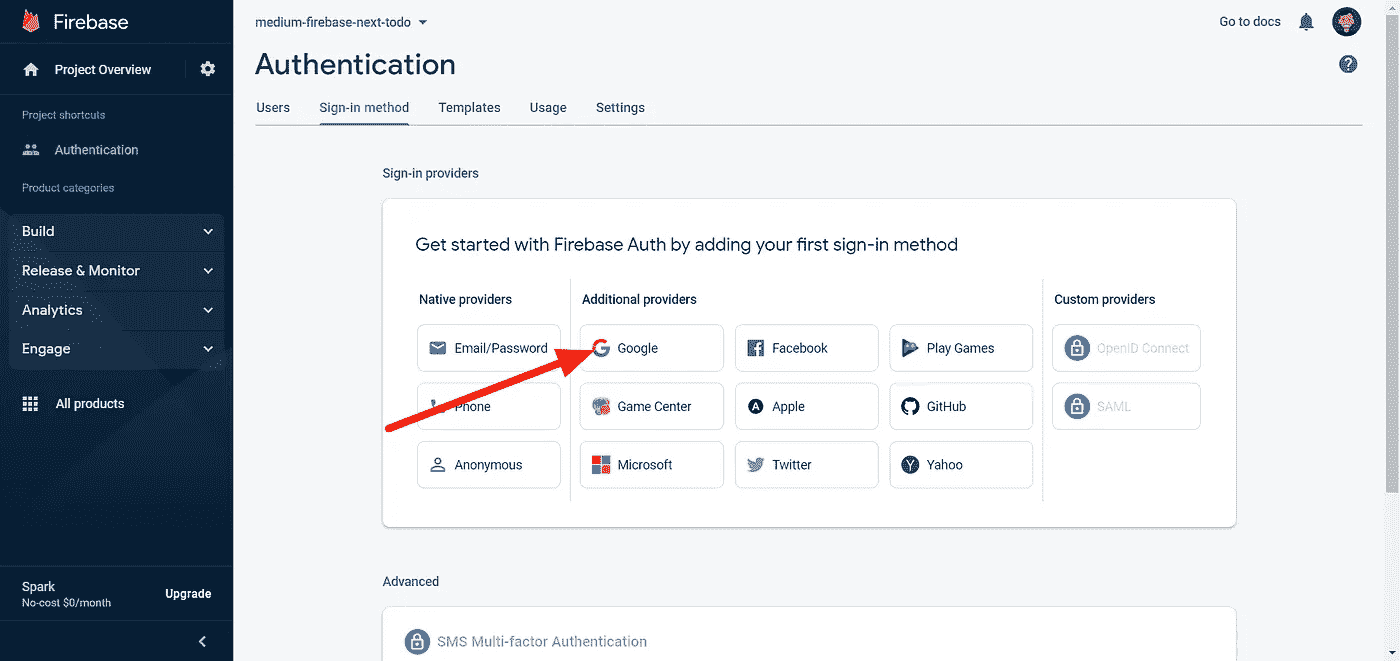 Firebase
Project Overview
Project shortcuts
Authentication
Product categories
Build
Release & Monitor
Analytics
Engage
All products
Spark
No-cost $0/month
Upgrade
medium-firebase-next-todo
Go to docs
Authentication
Users Sign-in method Templates Usage Settings
Sign-in providers
Get started with Firebase Auth by adding your first sign-in method
Native providers Additional providers Custom providers
Email/Password Google Facebook Play Games OpenID Connect
Phone Game Center Apple GitHub SAML
Anonymous Microsoft Twitter Yahoo
Advanced
SMS Multi-factor Authentication